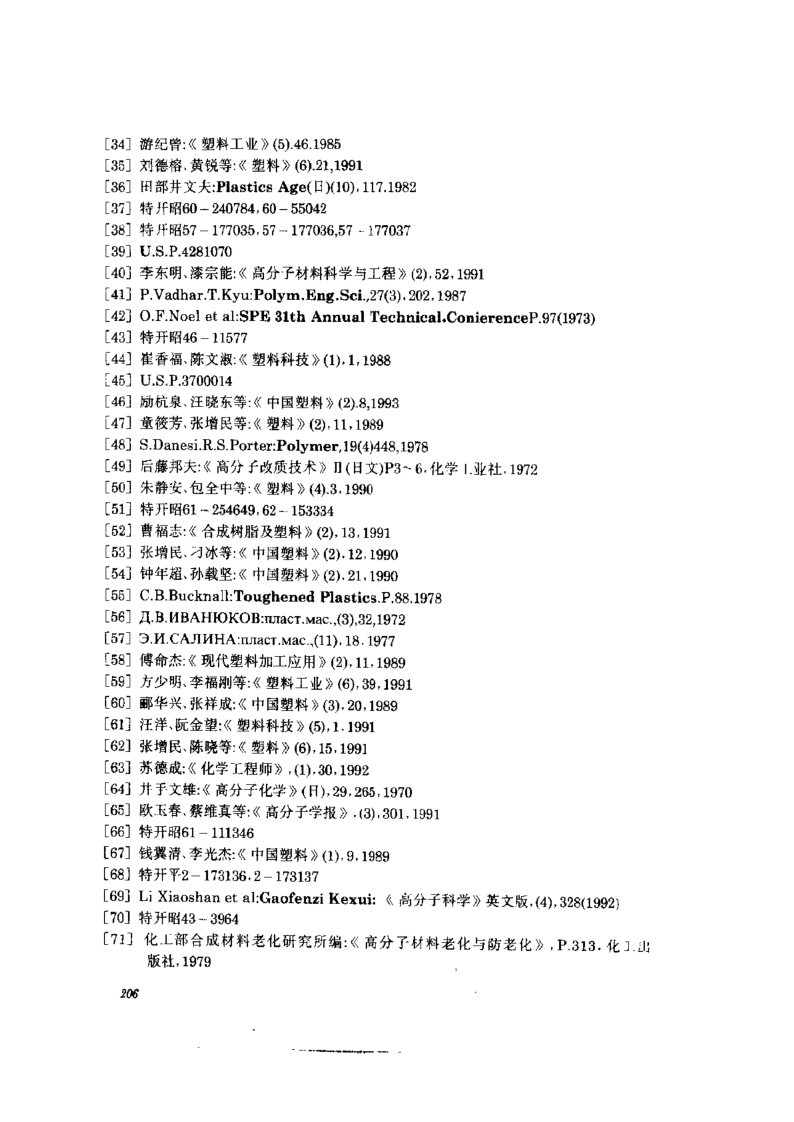 [34] 游纪曾:《塑料工业》(5).46.1985
[35] 刘德榕、黄锐等:《塑料》(6).21,1991
[36] 田部井文夫:Plastics Age(日)(10),117.1982
[37] 特开昭60-240784,60-55042
[38] 特开昭57-177035,57-177036,57-177037
[39] U.S.P.4281070
[40] 李东明、漆宗能:《高分子材料科学与工程》(2),52,1991
[41] P.Vadhar.T.Kyu:Polym.Eng.Sci.,27(3),202,1987
[42] O.F.Noel et al:SPE 31th Annual Technical.ConierenceP.97(1973)
[43] 特开昭46-11577
[44] 崔香福、陈文淑:《塑料科技》(1),1,1988
[45] U.S.P.3700014
[46] 励杭泉、汪晓东等:《中国塑料》(2).8,1993
[47] 童筱芳、张增民等:《塑料》(2),11,1989
[48] S.Danesi.R.S.Porter:Polymer,19(4)448,1978
[49] 后藤邦夫:《高分子改质技术》Ⅱ(日文)P3~6,化学工业社,1972
[50] 朱静安、包全中等:《塑料》(4).3,1990
[51] 特开昭61-254649,62-153334
[52] 曹福志:《合成树脂及塑料》(2),13,1991
[53] 张增民、刁冰等:《中国塑料》(2).12,1990
[54] 钟年超、孙载坚:《中国塑料》(2).21,1990
[55] C.B.Bucknall:Toughened Plastics.P.88.1978
[56] Д.В.ИВАНЮКОВ:пласт.мас.,(3),32,1972
[57] Э.И.САЛИНА:пласт.мас.,(11),18.1977
[58] 傅命杰:《现代塑料加工应用》(2),11,1989
[59] 方少明、李福刚等:《塑料工业》(6),39,1991
[60] 郦华兴、张祥成:《中国塑料》(3),20,1989
[61] 汪洋、阮金望:《塑料科技》(5),1.1991
[62] 张增民、陈晓等:《塑料》(6),15,1991
[63] 苏德成:《化学工程师》,(1),30,1992
[64] 井手文雄:《高分子化学》(日),29,265,1970
[65] 欧玉春、蔡维真等:《高分子学报》.(3),301,1991
[66] 特开昭61-111346
[67] 钱翼清、李光杰:《中国塑料》(1),9,1989
[68] 特开平2-173136,2-173137
[69] Li Xiaoshan et al:Gaofenzi Kexui:《高分子科学》英文版,(4),328(1992)
[70] 特开昭43-3964
[71] 化工部合成材料老化研究所编:《高分子材料老化与防老化》,P.313,化工出
版社,1979
206